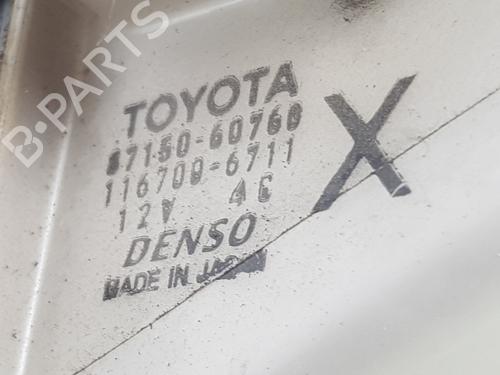 B-PARTS
TOYOTA
87150-60760
116700-6711
12V 4C
X
DENSO
MADE IN JAPAN